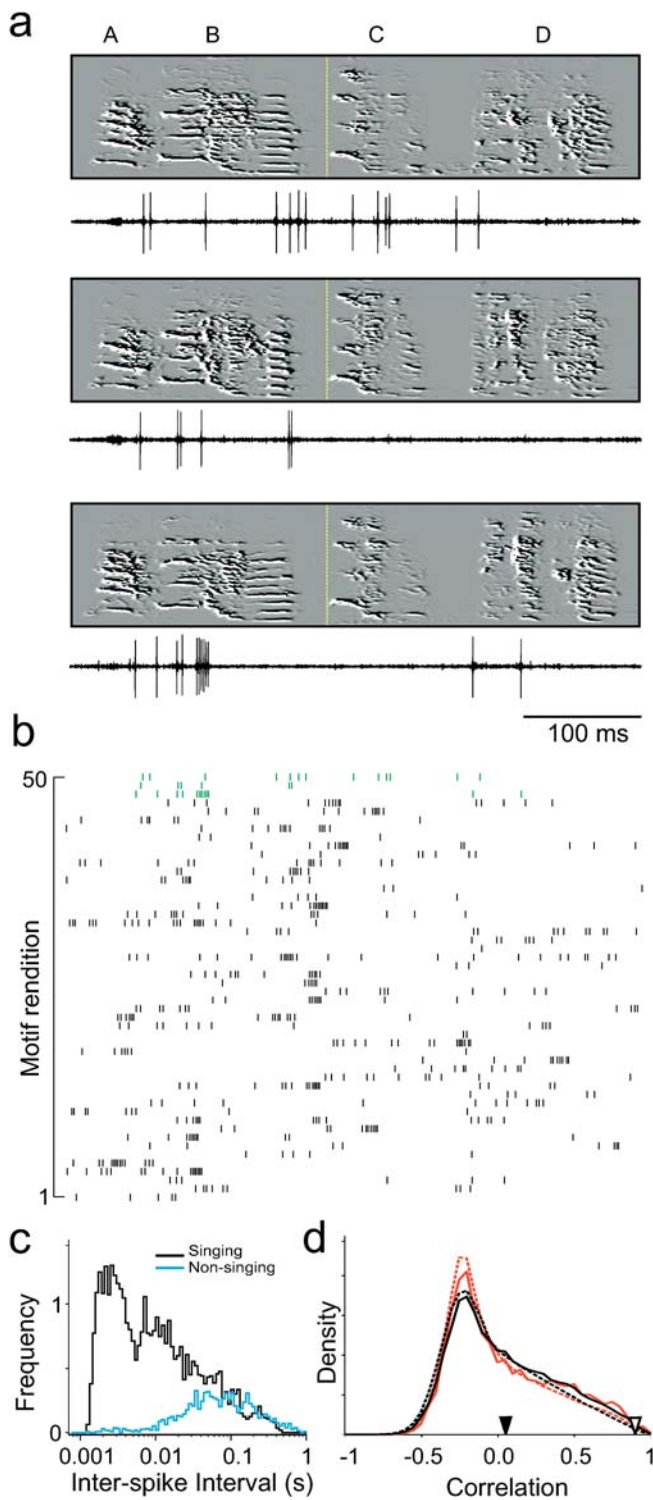 a
A B C D
100 ms
b
50
Motif rendition
1
c
Singing
Non-singing
Frequency
1
0
0.001 0.01 0.1 1
Inter-spike Interval (s)
d
Density
-1 -0.5 0.0 0.5 1
Correlation